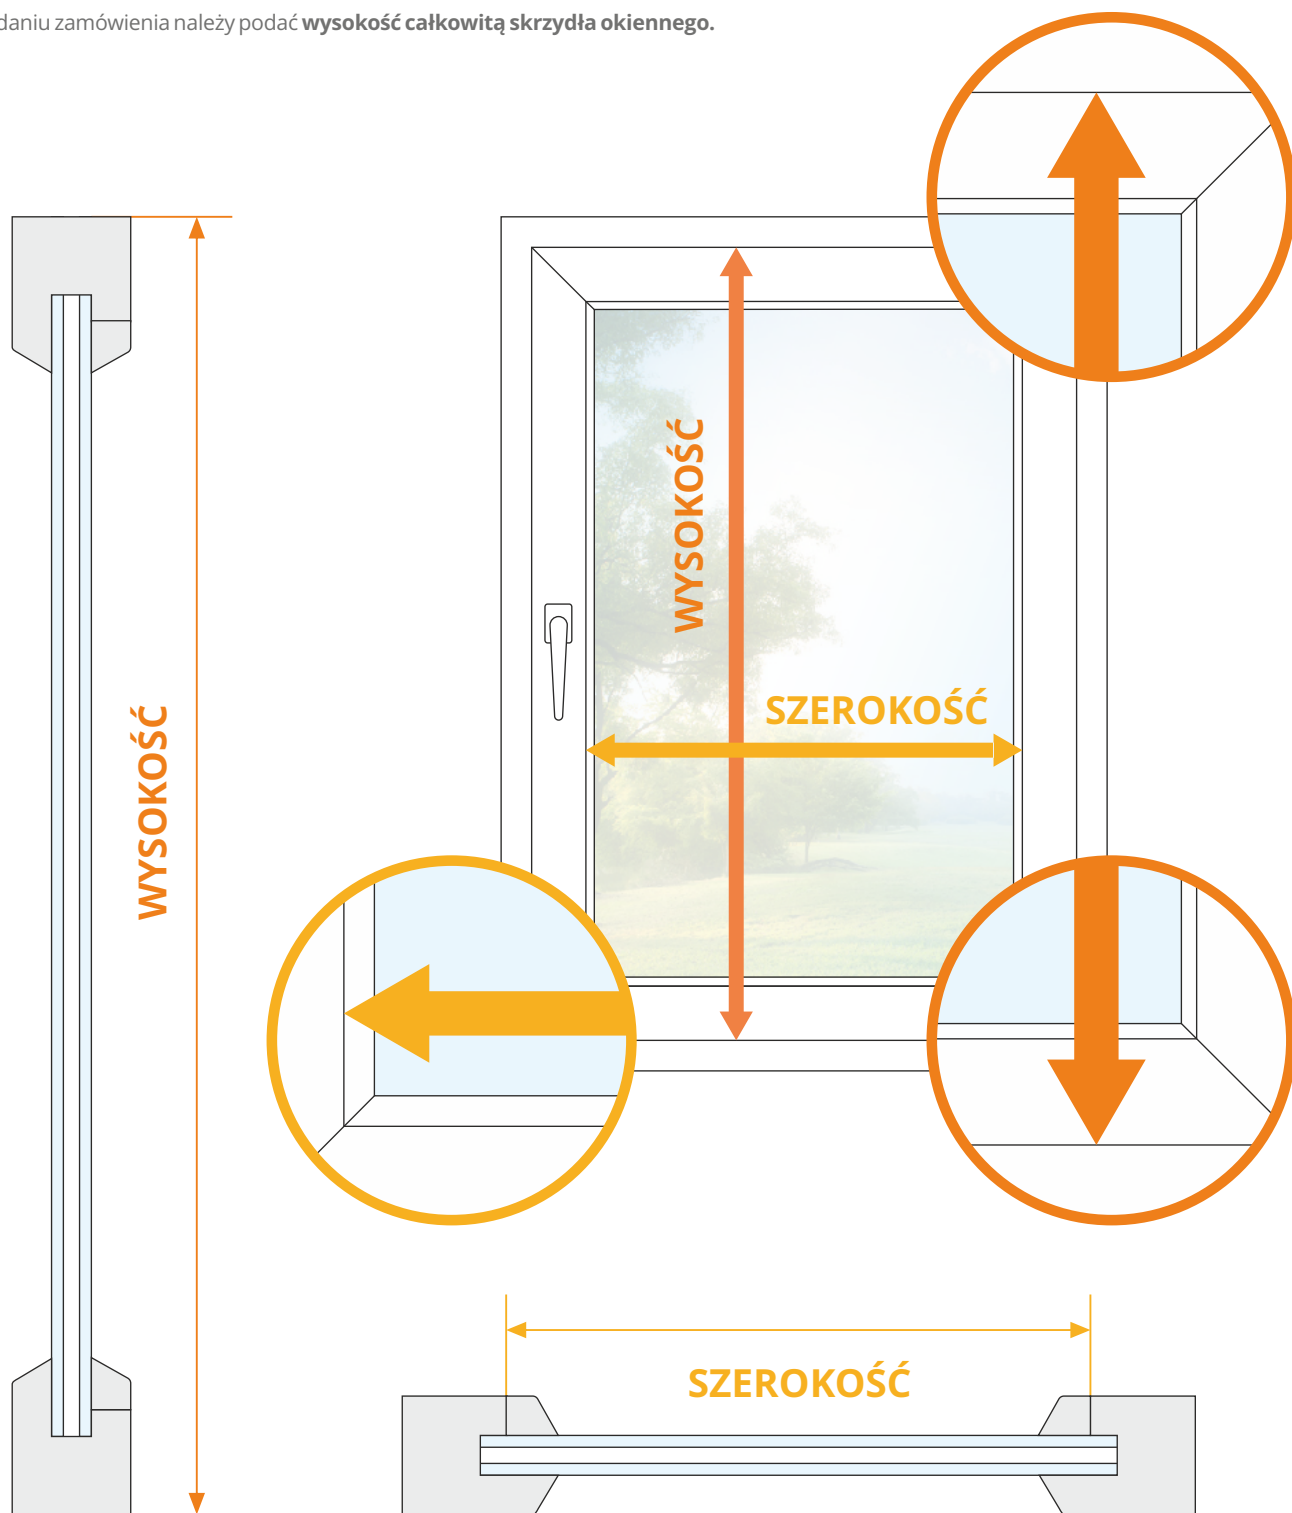 daniu zamówienia należy podać wysokość całkowitą skrzydła okiennego.
WYSOKOŚĆ
SZEROKOŚĆ
WYSOKOŚĆ
SZEROKOŚĆ